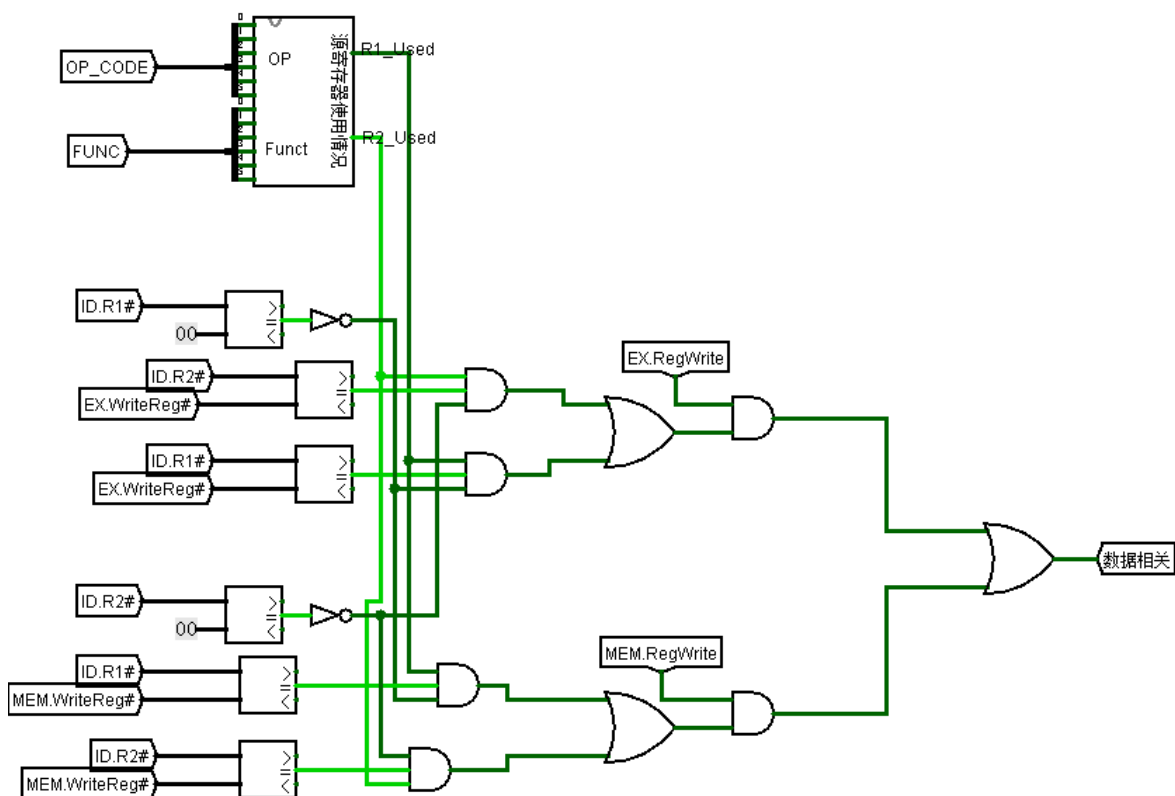 OP_CODE
OP
R1_Used
源寄存器使用情况
R2_Used
FUNC
Funct
ID.R1#
00
ID.R2#
EX.WriteReg#
EX.RegWrite
ID.R1#
EX.WriteReg#
数据相关
ID.R2#
00
ID.R1#
MEM.WriteReg#
MEM.RegWrite
ID.R2#
MEM.WriteReg#